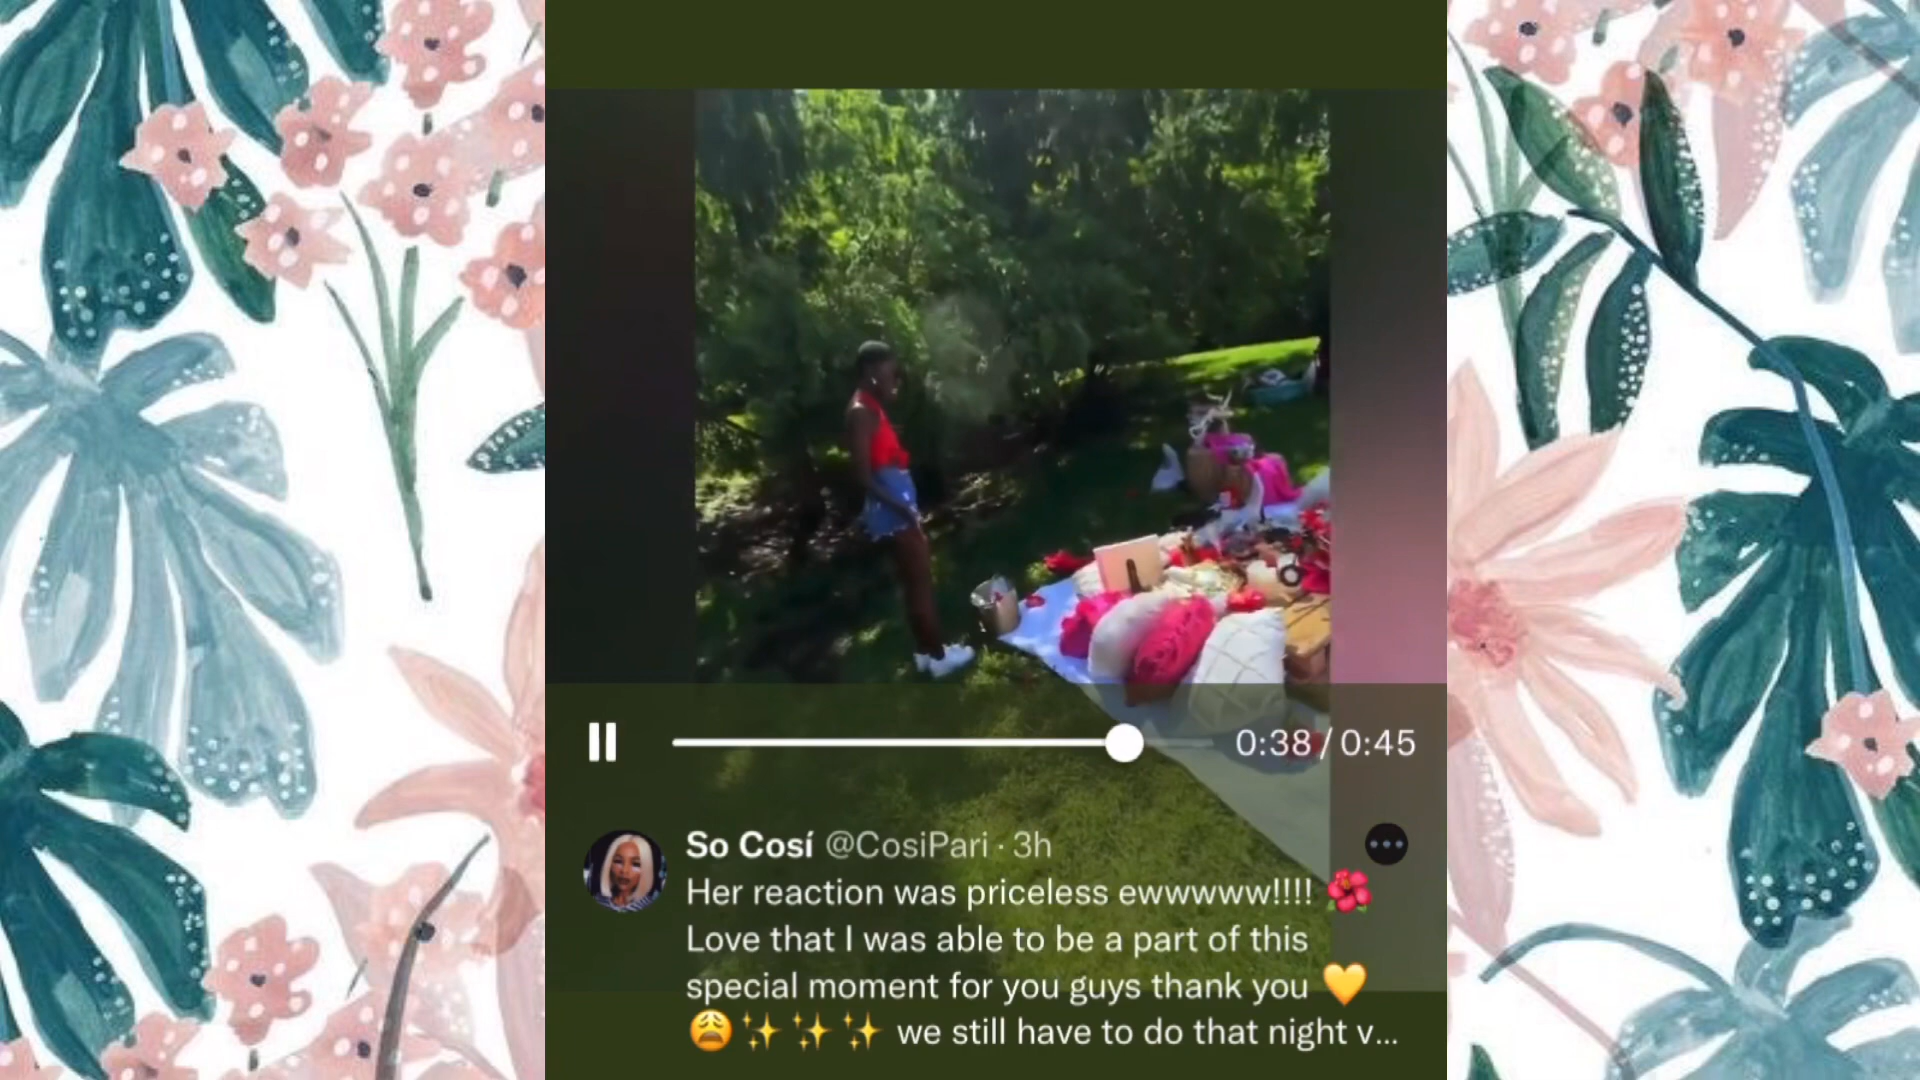 0:38/0:45
So Cosí @CosiPari · 3h
Her reaction was priceless ewwwww!!!! 🌺
Love that I was able to be a part of this
special moment for you guys thank you 💛
😩✨✨✨ we still have to do that night v...